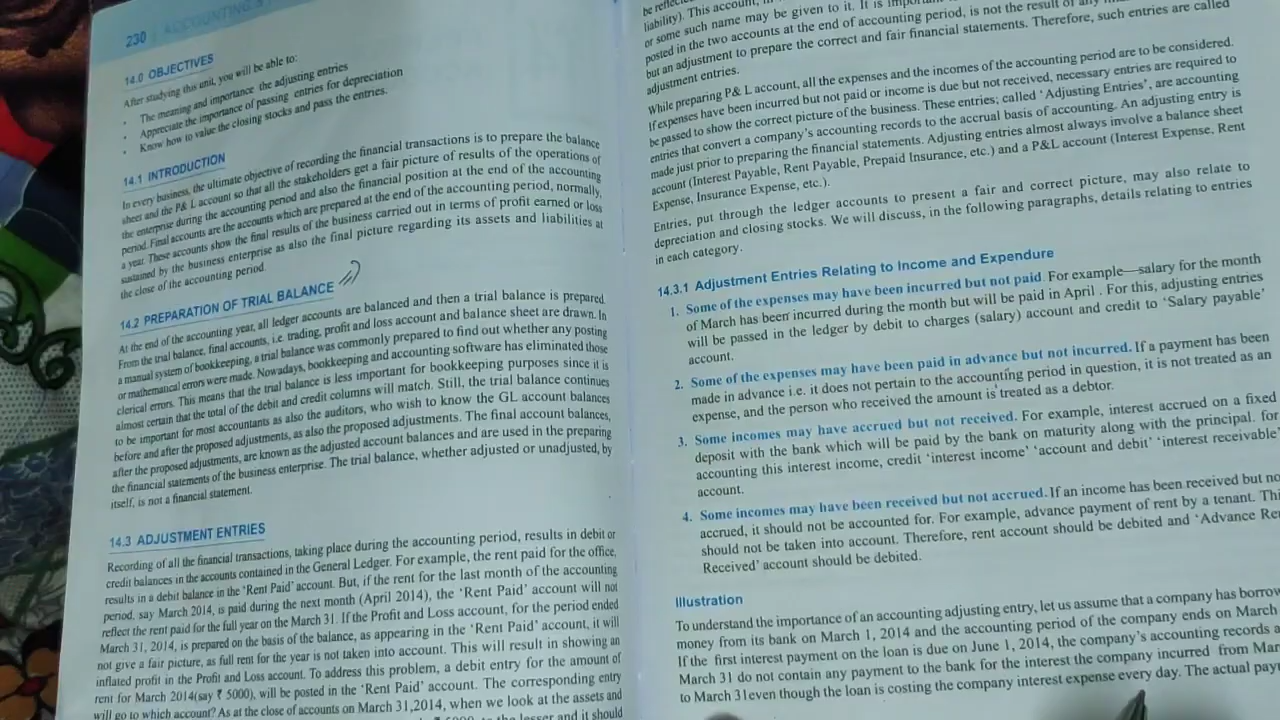 230 ACCOUNTING
14.0 OBJECTIVES
After studying this unit, you will be able to:
• The meaning and importance the adjusting entries
• Appreciate the importance of passing entries for depreciation
• Know how to value the closing stocks and pass the entries.
14.1 INTRODUCTION
In every business, the ultimate objective of recording the financial transactions is to prepare the balance
sheet and the P& L account so that all the stakeholders get a fair picture of results of the operations of
the enterprise during the accounting period and also the financial position at the end of the accounting
period. Final accounts are the accounts which are prepared at the end of the accounting period, normally,
a year. These accounts show the final results of the business carried out in terms of profit earned or loss
sustained by the business enterprise as also the final picture regarding its assets and liabilities at
the close of the accounting period.
14.2 PREPARATION OF TRIAL BALANCE
At the end of the accounting year, all ledger accounts are balanced and then a trial balance is prepared.
From the trial balance, final accounts, i.e. trading, profit and loss account and balance sheet are drawn. In
a manual system of bookkeeping, a trial balance was commonly prepared to find out whether any posting
or mathemancal errors were made. Nowadays, bookkeeping and accounting software has eliminated those
clerical errors. This means that the trial balance is less important for bookkeeping purposes since it is
almost certain that the total of the debit and credit columns will match. Still, the trial balance continues
to be important for most accountants as also the auditors, who wish to know the GL account balances
before and after the proposed adjustments, as also the proposed adjustments. The final account balances,
after the proposed adjustments, are known as the adjusted account balances and are used in the preparing
the financial statements of the business enterprise. The trial balance, whether adjusted or unadjusted, by
itself, is not a financial statement.
14.3 ADJUSTMENT ENTRIES
Recording of all the financial transactions, taking place during the accounting period, results in debit or
credit balances in the accounts contained in the General Ledger. For example, the rent paid for the office,
results in a debit balance in the 'Rent Paid' account. But, if the rent for the last month of the accounting
period, say March 2014, is paid during the next month (April 2014), the 'Rent Paid' account will not
reflect the rent paid for the full year on the March 31. If the Profit and Loss account, for the period ended
March 31, 2014, is prepared on the basis of the balance, as appearing in the 'Rent Paid' account, it will
not give a fair picture, as full rent for the year is not taken into account. This will result in showing an
inflated profit in the Profit and Loss account. To address this problem, a debit entry for the amount of
rent for March 2014(say ₹ 5000), will be posted in the 'Rent Paid' account. The corresponding entry
will go to which account? As at the close of accounts on March 31,2014, when we look at the assets and
lesser and it should
be reflected
liability). This account, in
or some such name may be given to it. It is important
posted in the two accounts at the end of accounting period, is not the result of any
but an adjustment to prepare the correct and fair financial statements. Therefore, such entries are called
adjustment entries.
While preparing P& L account, all the expenses and the incomes of the accounting period are to be considered.
If expenses have been incurred but not paid or income is due but not received, necessary entries are required to
be passed to show the correct picture of the business. These entries; called 'Adjusting Entries', are accounting
entries that convert a company's accounting records to the accrual basis of accounting. An adjusting entry is
made just prior to preparing the financial statements. Adjusting entries almost always involve a balance sheet
account (Interest Payable, Rent Payable, Prepaid Insurance, etc.) and a P&L account (Interest Expense, Rent
Expense, Insurance Expense, etc.).
Entries, put through the ledger accounts to present a fair and correct picture, may also relate to
depreciation and closing stocks. We will discuss, in the following paragraphs, details relating to entries
in each category.
14.3.1 Adjustment Entries Relating to Income and Expendure
1. Some of the expenses may have been incurred but not paid. For example—salary for the month
of March has been incurred during the month but will be paid in April . For this, adjusting entries
will be passed in the ledger by debit to charges (salary) account and credit to 'Salary payable'
account.
2. Some of the expenses may have been paid in advance but not incurred. If a payment has been
made in advance i.e. it does not pertain to the accounting period in question, it is not treated as an
expense, and the person who received the amount is treated as a debtor.
3. Some incomes may have accrued but not received. For example, interest accrued on a fixed
deposit with the bank which will be paid by the bank on maturity along with the principal. for
accounting this interest income, credit 'interest income' 'account and debit' 'interest receivable'
account.
4. Some incomes may have been received but not accrued. If an income has been received but no
accrued, it should not be accounted for. For example, advance payment of rent by a tenant. Thi
should not be taken into account. Therefore, rent account should be debited and 'Advance Re
Received' account should be debited.
Illustration
To understand the importance of an accounting adjusting entry, let us assume that a company has borrow
money from its bank on March 1, 2014 and the accounting period of the company ends on March
If the first interest payment on the loan is due on June 1, 2014, the company's accounting records a
March 31 do not contain any payment to the bank for the interest the company incurred from Mar
to March 31even though the loan is costing the company interest expense every day. The actual pay